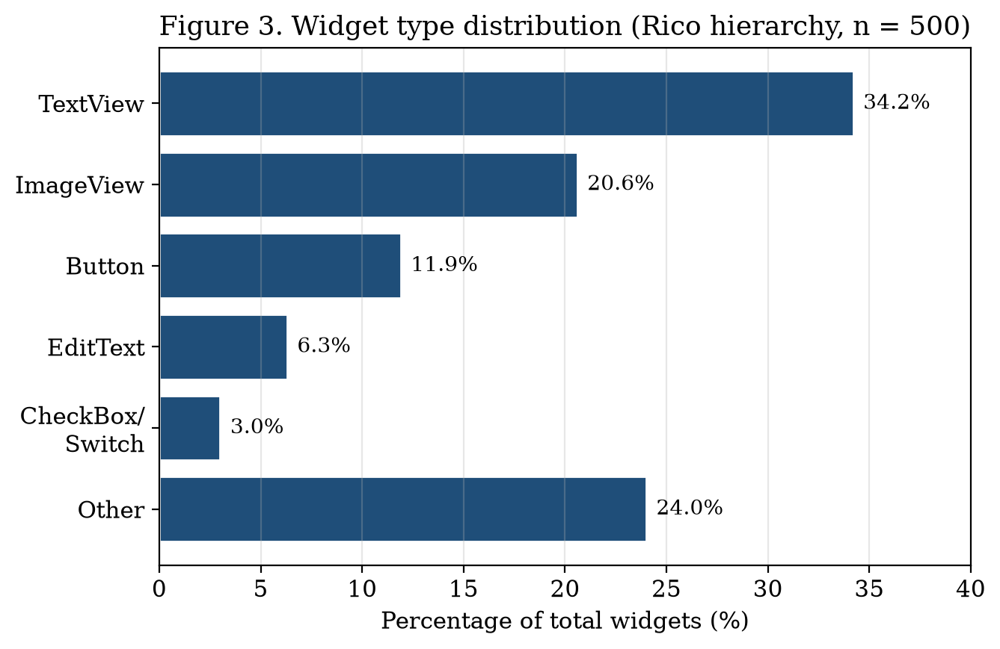 Figure 3. Widget type distribution (Rico hierarchy, n = 500)
TextView
34.2%
ImageView
20.6%
Button
11.9%
EditText
6.3%
CheckBox/
Switch
3.0%
Other
24.0%
0 5 10 15 20 25 30 35 40
Percentage of total widgets (%)